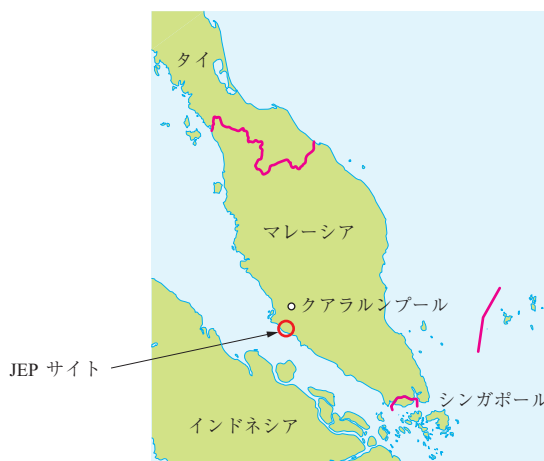 タイ
マレーシア
クアラルンプール
JEP サイト
シンガポール
インドネシア